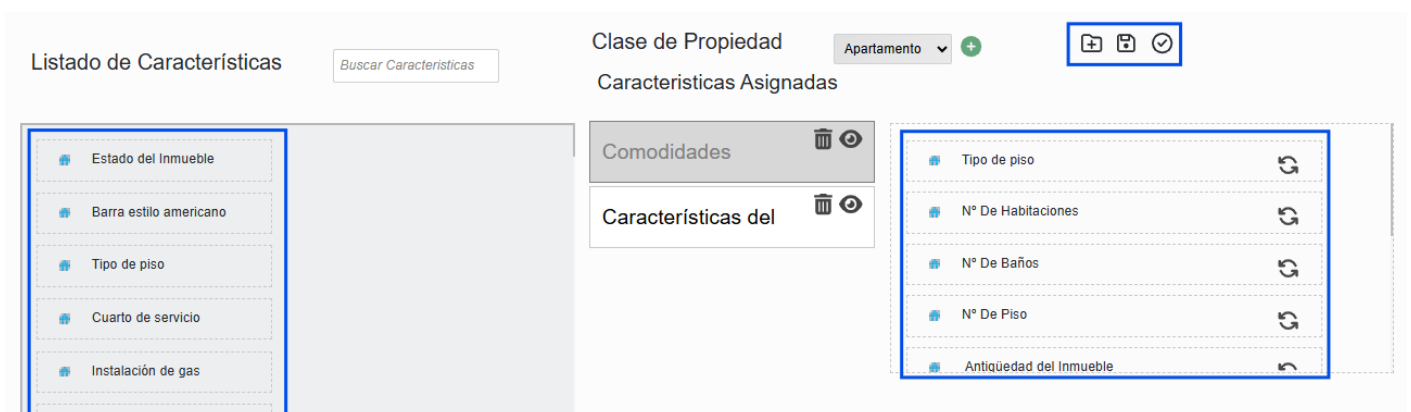 Listado de Características
Buscar Caracteristicas
Estado del Inmueble
Barra estilo americano
Tipo de piso
Cuarto de servicio
Instalación de gas
Clase de Propiedad
Apartamento
Caracteristicas Asignadas
Comodidades
Características del
Tipo de piso
Nº De Habitaciones
Nº De Baños
Nº De Piso
Antigüedad del Inmueble